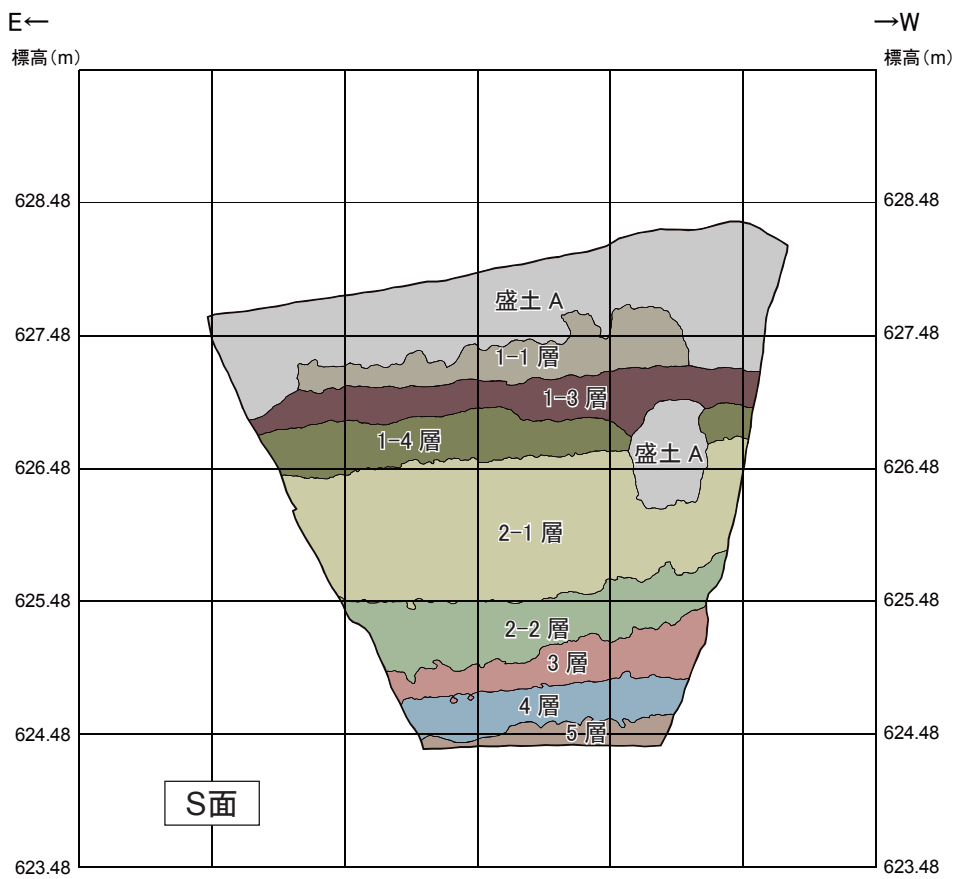 E← →W
標高(m) 標高(m)
628.48 628.48
盛土 A
627.48 627.48
1-1 層
1-3 層
1-4 層
盛土 A
626.48 626.48
2-1 層
625.48 625.48
2-2 層
3 層
4 層
5 層
624.48 624.48
S面
623.48 623.48